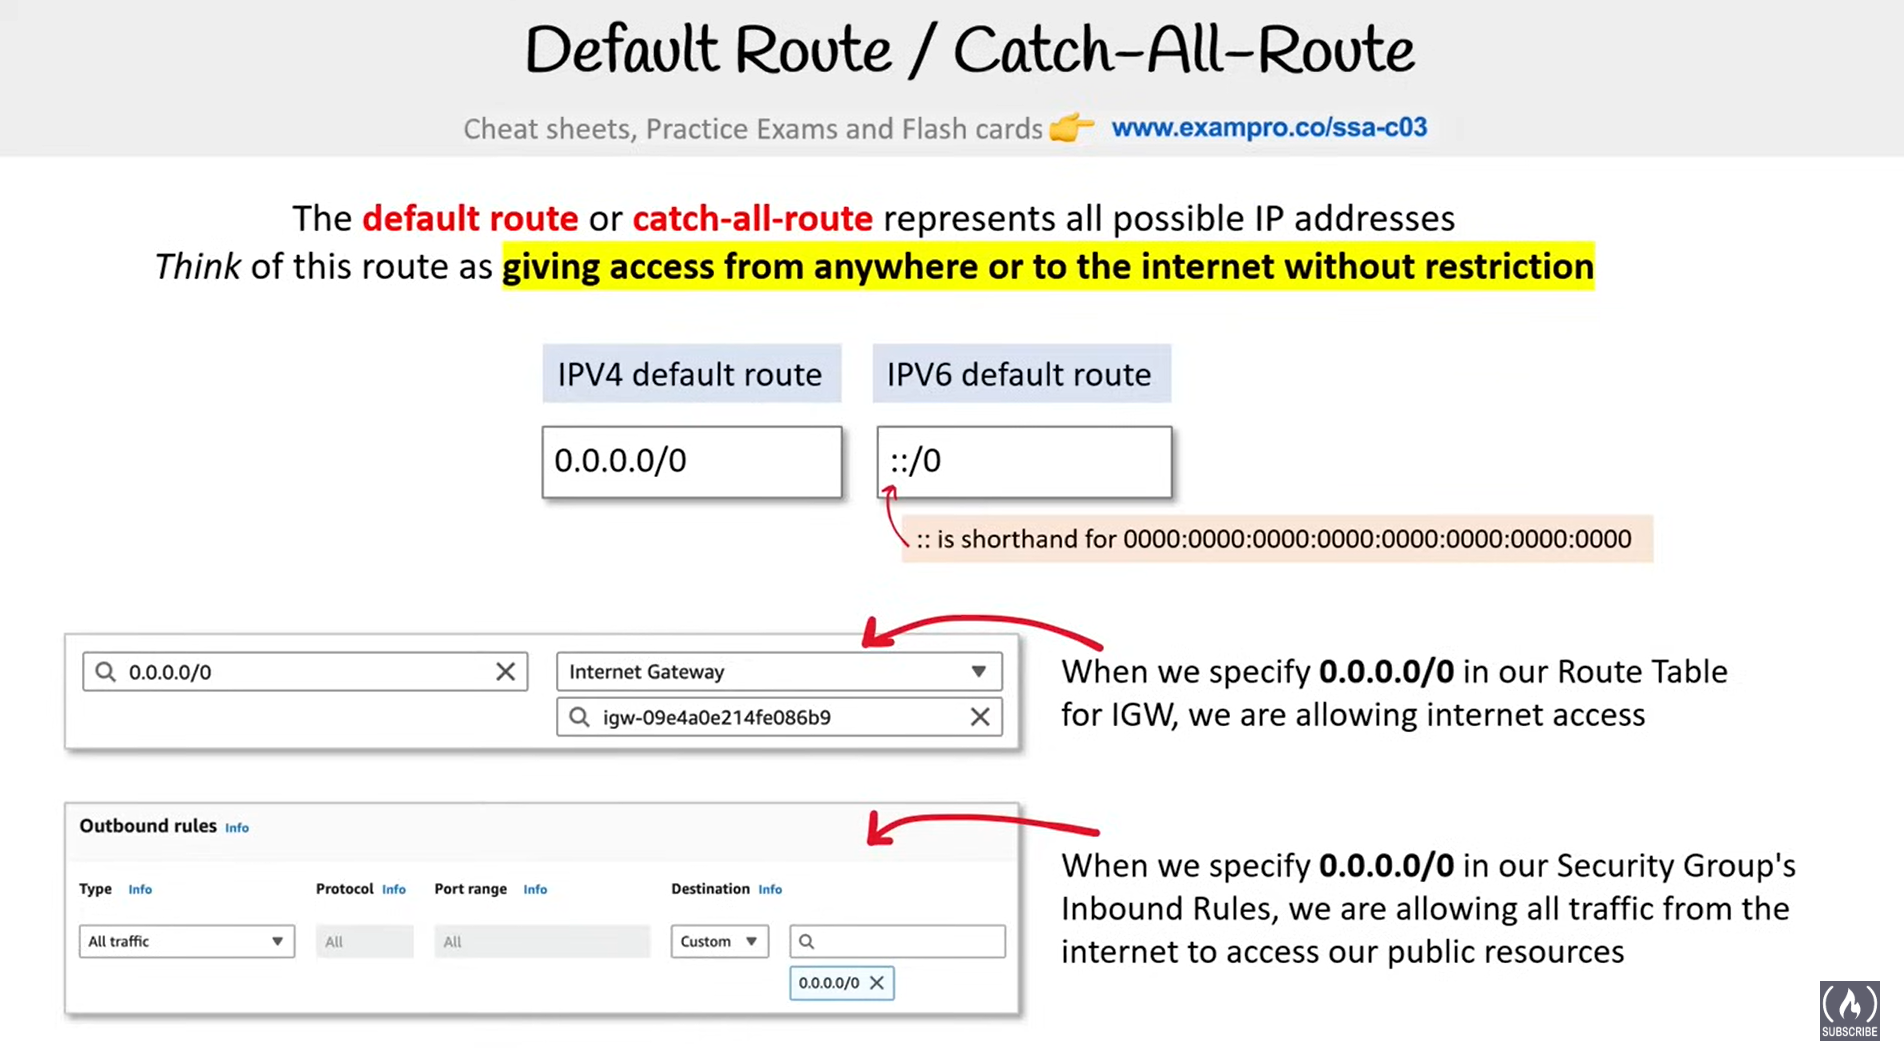 Default Route / Catch-All-Route
Cheat sheets, Practice Exams and Flash cards 👉 www.exampro.co/ssa-c03
The default route or catch-all-route represents all possible IP addresses
Think of this route as giving access from anywhere or to the internet without restriction
IPV4 default route
IPV6 default route
0.0.0.0/0
::/0
:: is shorthand for 0000:0000:0000:0000:0000:0000:0000:0000
0.0.0.0/0
Internet Gateway
igw-09e4a0e214fe086b9
When we specify 0.0.0.0/0 in our Route Table
for IGW, we are allowing internet access
Outbound rules Info
Type Info Protocol Info Port range Info Destination Info
All traffic All All Custom
0.0.0.0/0
When we specify 0.0.0.0/0 in our Security Group's
Inbound Rules, we are allowing all traffic from the
internet to access our public resources
SUBSCRIBE